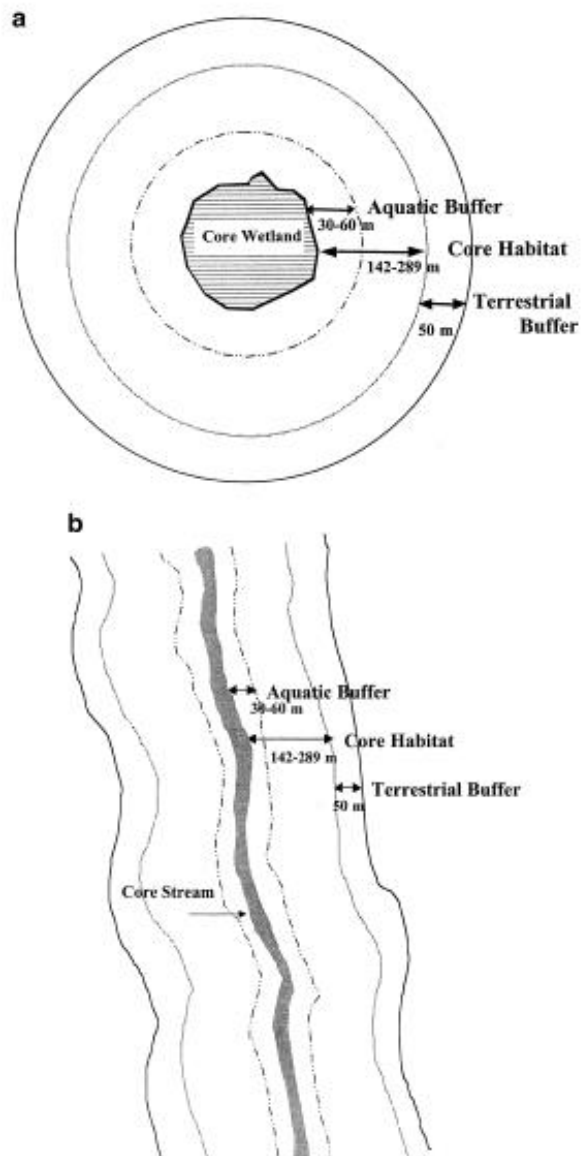 a
Aquatic Buffer
30-60 m
Core Wetland
Core Habitat
142-289 m
Terrestrial
Buffer
50 m
b
Aquatic Buffer
30-60 m
Core Habitat
142-289 m
Terrestrial Buffer
50 m
Core Stream